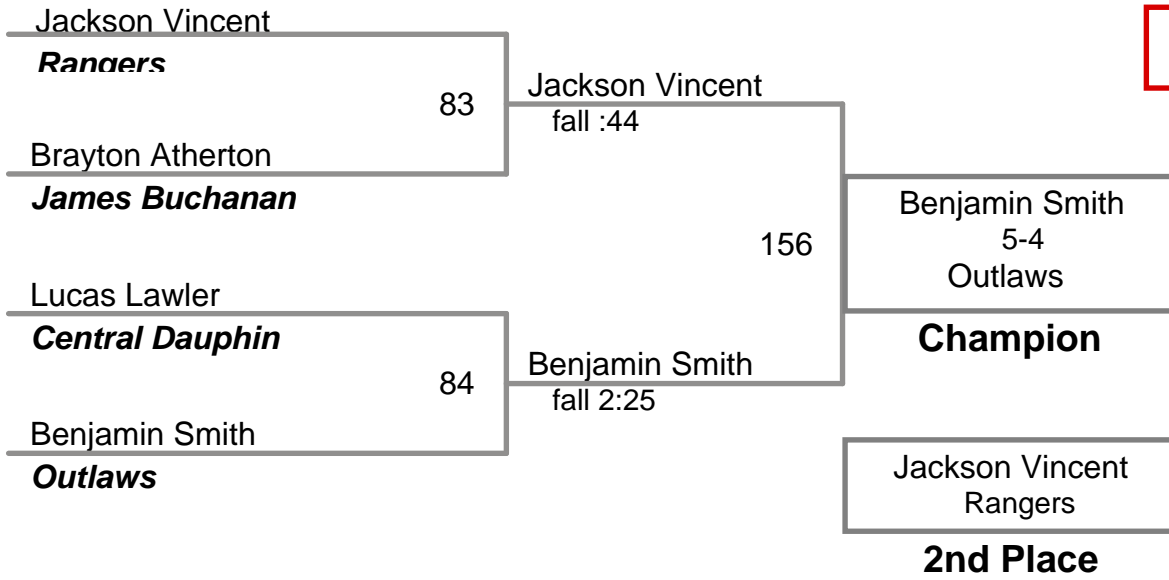 Jackson Vincent
Rangers
83
Jackson Vincent
fall :44
Brayton Atherton
James Buchanan
156
Benjamin Smith
5-4
Outlaws
Champion
Lucas Lawler
Central Dauphin
84
Benjamin Smith
fall 2:25
Benjamin Smith
Outlaws
Jackson Vincent
Rangers
2nd Place